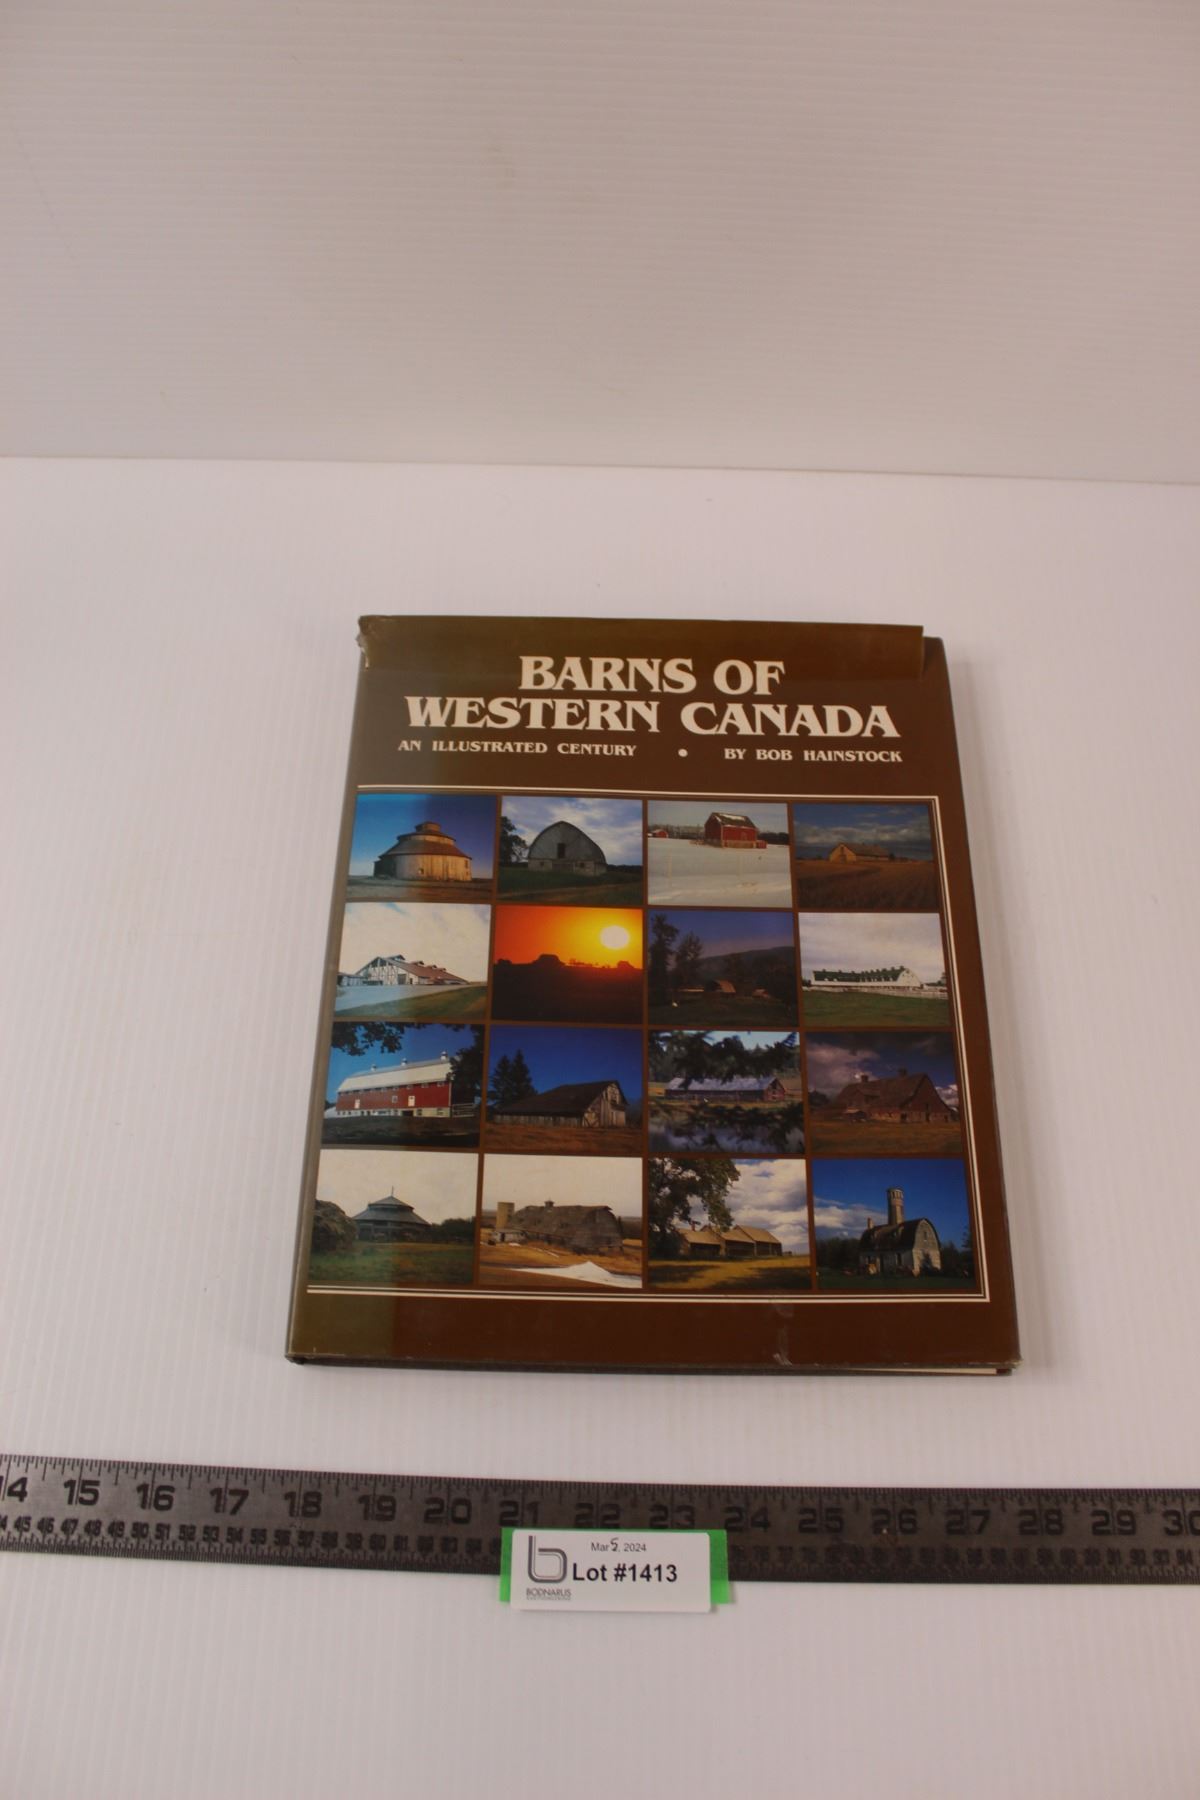 BARNS OF
WESTERN CANADA
AN ILLUSTRATED CENTURY • BY BOB HAINSTOCK
14 15 16 17 18 19 20 21 22 23 24 25 26 27 28 29 30
Mar 5, 2024
Lot #1413
BODNARUS
AUCTIONEERING